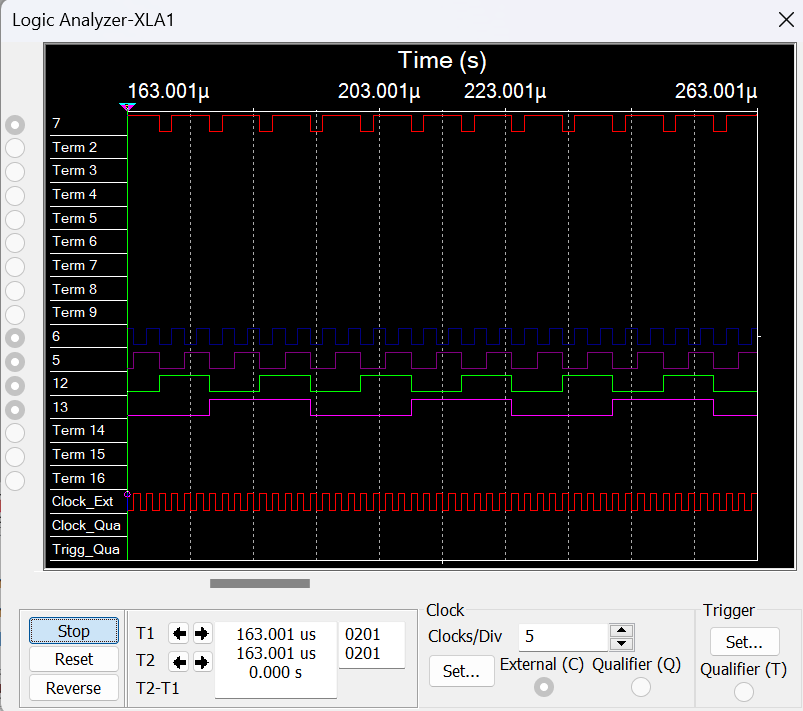 Logic Analyzer-XLA1
Time (s)
163.001µ 203.001µ 223.001µ 263.001µ
7
Term 2
Term 3
Term 4
Term 5
Term 6
Term 7
Term 8
Term 9
6
5
12
13
Term 14
Term 15
Term 16
Clock_Ext
Clock_Qua
Trigg_Qua
Stop
Reset
Reverse
T1 163.001 us 0201
T2 163.001 us 0201
T2-T1 0.000 s
Clock
Clocks/Div 5
Set...
External (C) Qualifier (Q)
Trigger
Set...
Qualifier (T)